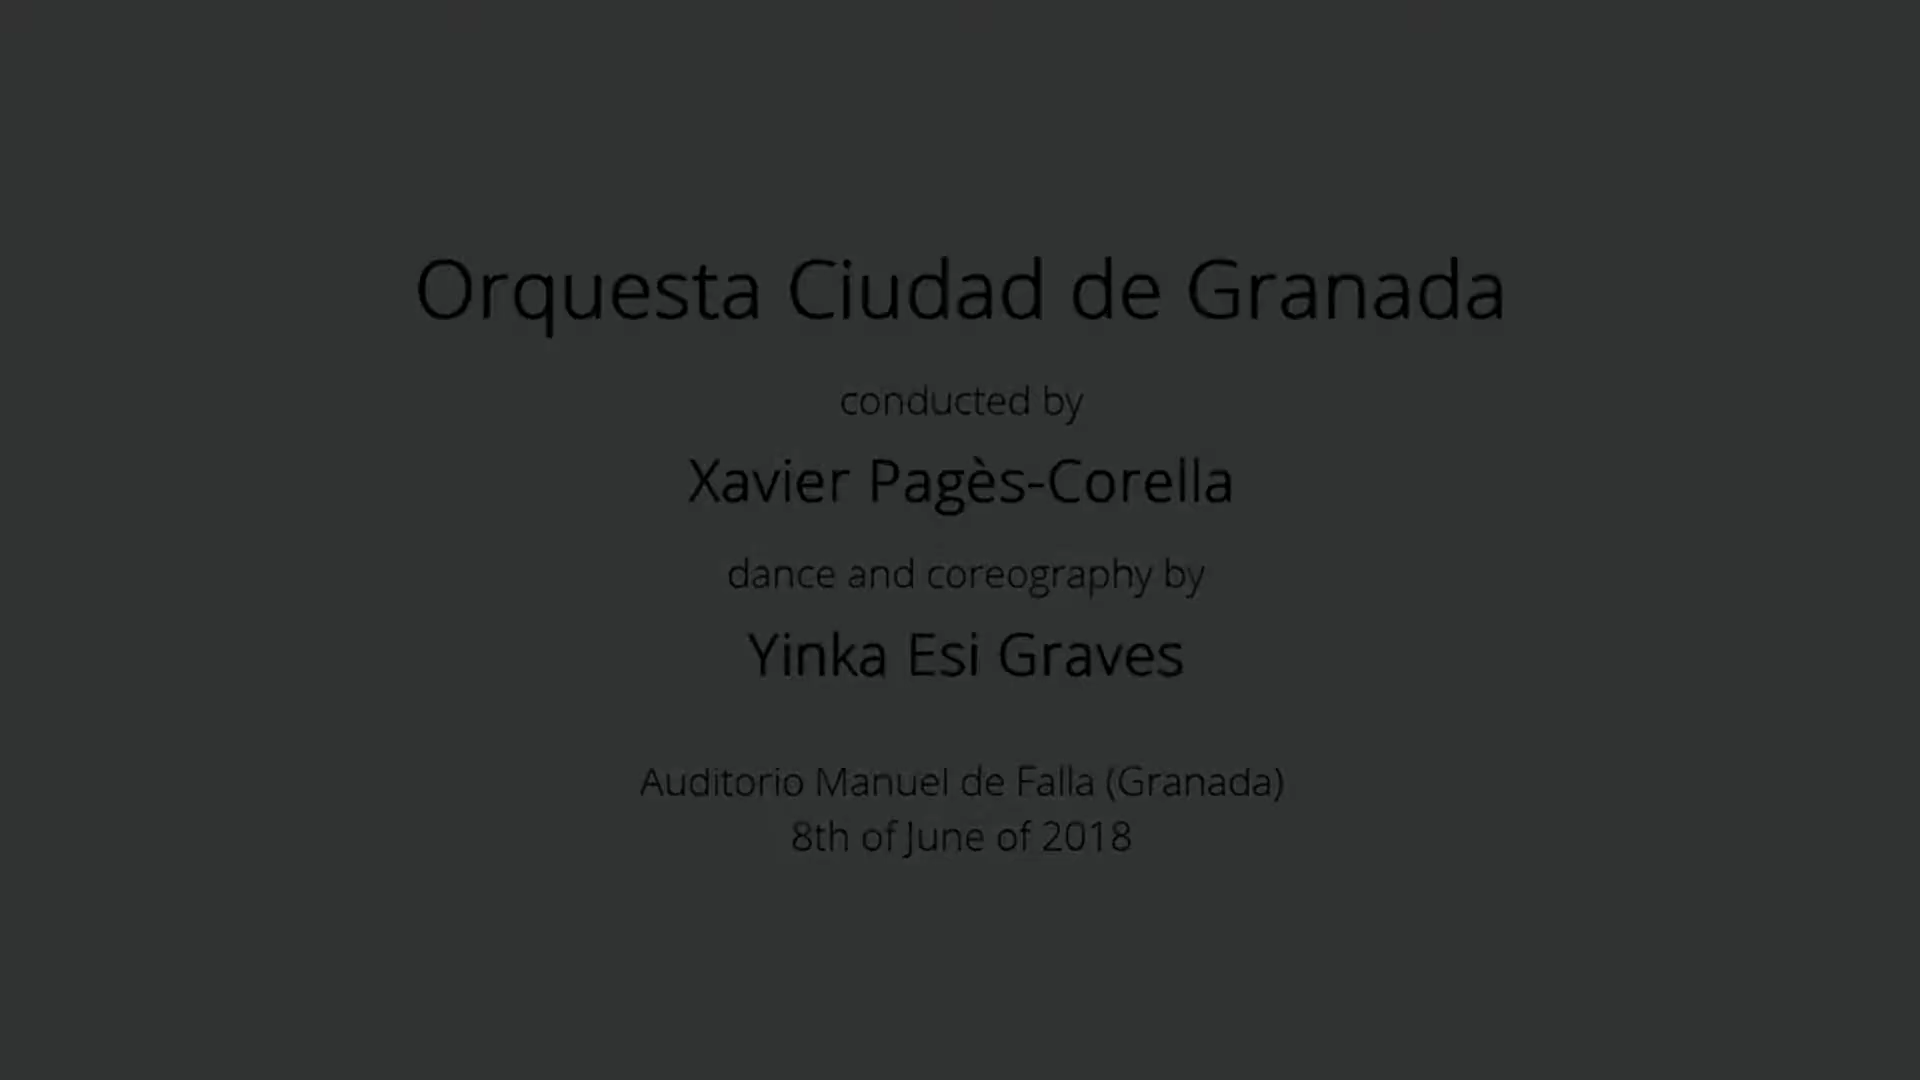 Orquesta Ciudad de Granada
conducted by
Xavier Pagès-Corella
dance and coreography by
Yinka Esi Graves
Auditorio Manuel de Falla (Granada)
8th of June of 2018